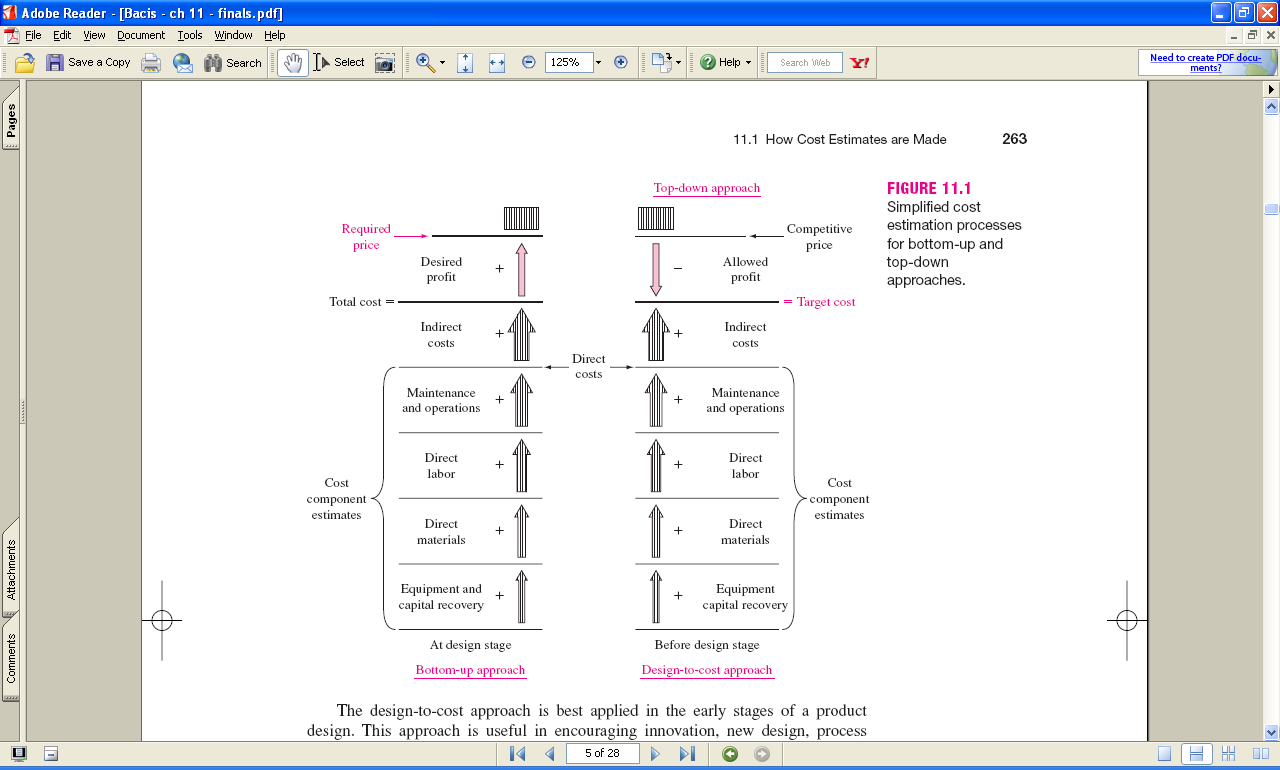 Adobe Reader - [Bacis - ch 11 - finals.pdf]
File Edit View Document Tools Window Help
Save a Copy
Search
Select
125%
Help
Search Web
Y!
Need to create PDF docu-
ments?
Pages
Attachments
Comments
11.1 How Cost Estimates are Made 263
Top-down approach
FIGURE 11.1
Simplified cost
estimation processes
for bottom-up and
top-down
approaches.
Required
price
Competitive
price
Desired
profit
+
−
Allowed
profit
Total cost =
= Target cost
Indirect
costs
+
+
Indirect
costs
Direct
costs
Maintenance
and operations
+
+
Maintenance
and operations
Direct
labor
+
+
Direct
labor
Cost
component
estimates
Cost
component
estimates
Direct
materials
+
+
Direct
materials
Equipment and
capital recovery
+
+
Equipment
capital recovery
At design stage
Before design stage
Bottom-up approach
Design-to-cost approach
The design-to-cost approach is best applied in the early stages of a product
design. This approach is useful in encouraging innovation, new design, process
5 of 28